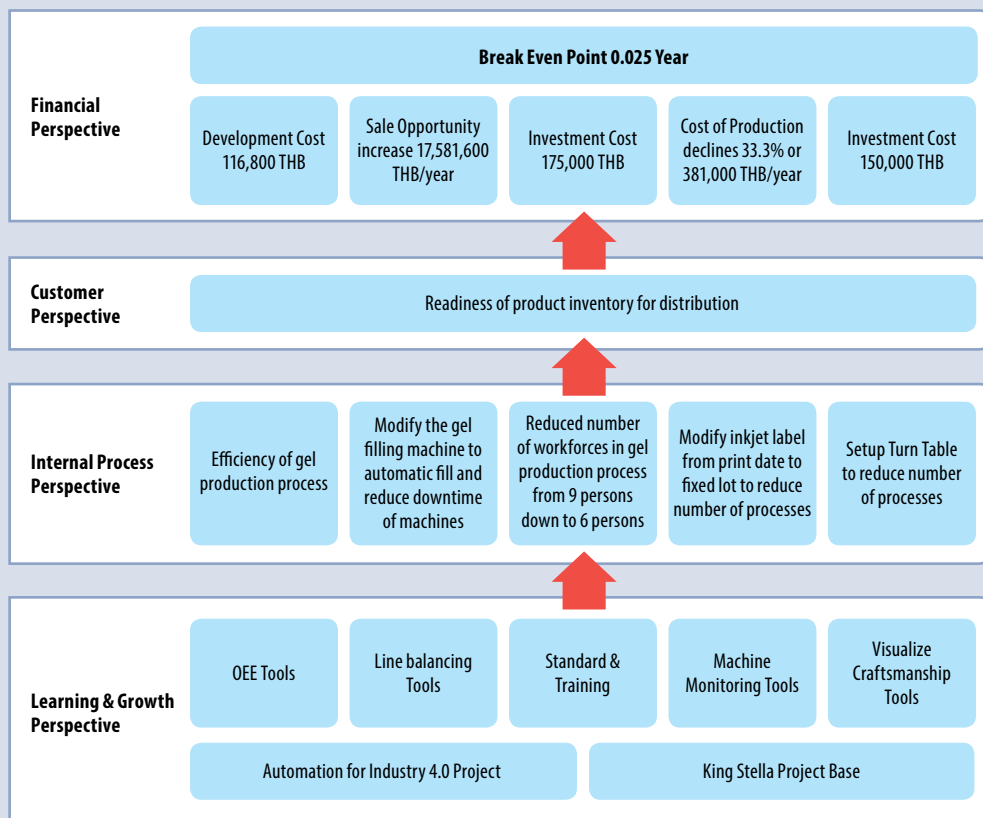 Break Even Point 0.025 Year
Financial
Perspective
Development Cost
116,800 THB
Sale Opportunity
increase 17,581,600
THB/year
Investment Cost
175,000 THB
Cost of Production
declines 33.3% or
381,000 THB/year
Investment Cost
150,000 THB
Customer
Perspective
Readiness of product inventory for distribution
Internal Process
Perspective
Efficiency of gel
production process
Modify the gel
filling machine to
automatic fill and
reduce downtime
of machines
Reduced number
of workforces in gel
production process
from 9 persons
down to 6 persons
Modify inkjet label
from print date to
fixed lot to reduce
number of processes
Setup Turn Table
to reduce number
of processes
Learning & Growth
Perspective
OEE Tools
Line balancing
Tools
Standard &
Training
Machine
Monitoring Tools
Visualize
Craftsmanship
Tools
Automation for Industry 4.0 Project
King Stella Project Base